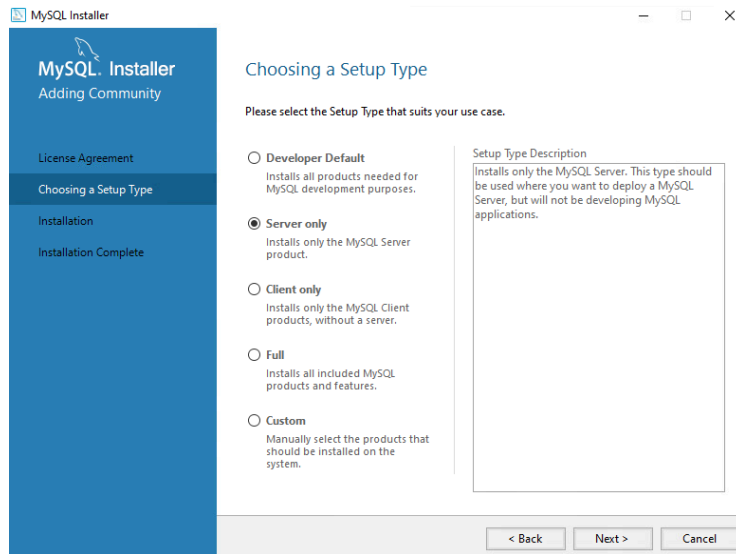 MySQL Installer
MySQL. Installer
Adding Community
License Agreement
Choosing a Setup Type
Installation
Installation Complete
Choosing a Setup Type
Please select the Setup Type that suits your use case.
Developer Default
Installs all products needed for
MySQL development purposes.
Server only
Installs only the MySQL Server
product.
Client only
Installs only the MySQL Client
products, without a server.
Full
Installs all included MySQL
products and features.
Custom
Manually select the products that
should be installed on the
system.
Setup Type Description
Installs only the MySQL Server. This type should
be used where you want to deploy a MySQL
Server, but will not be developing MySQL
applications.
< Back
Next >
Cancel